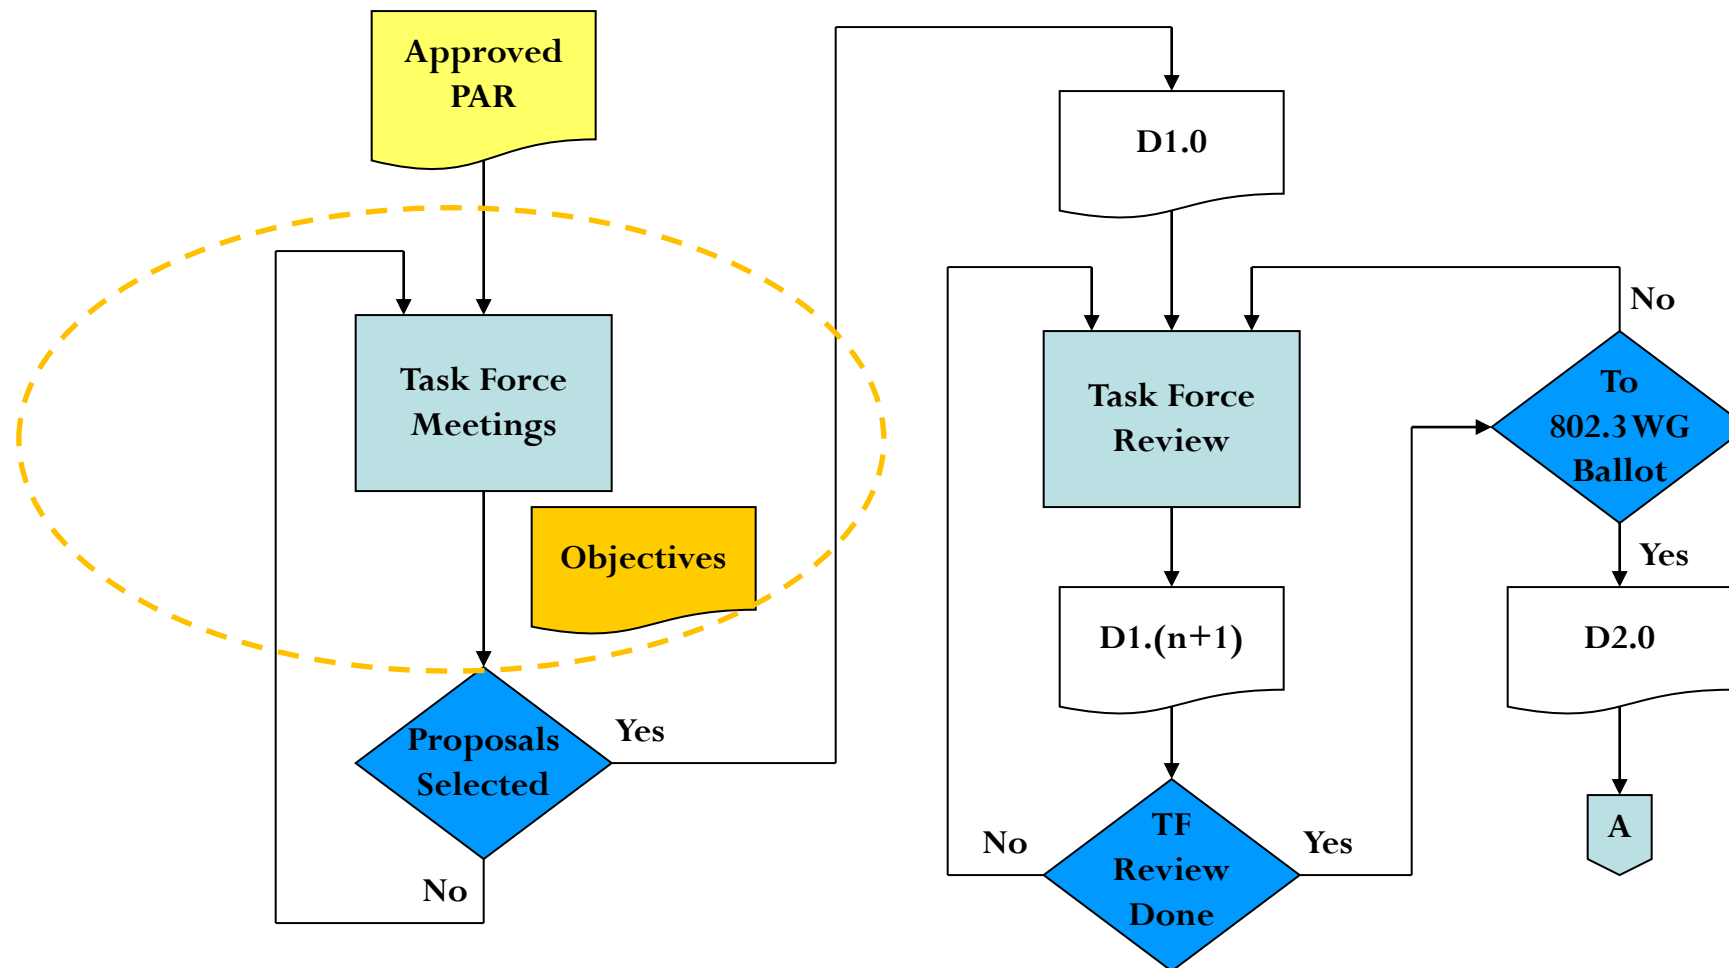 Approved
PAR
Task Force
Meetings
Objectives
Proposals
Selected
Yes
No
D1.0
Task Force
Review
D1.(n+1)
TF
Review
Done
No
Yes
To
802.3 WG
Ballot
No
Yes
D2.0
A